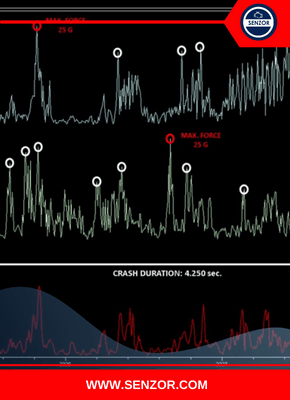 MAX. FORCE
25 G
SENZOR
MAX. FORCE
25 G
CRASH DURATION: 4.250 sec.
WWW.SENZOR.COM